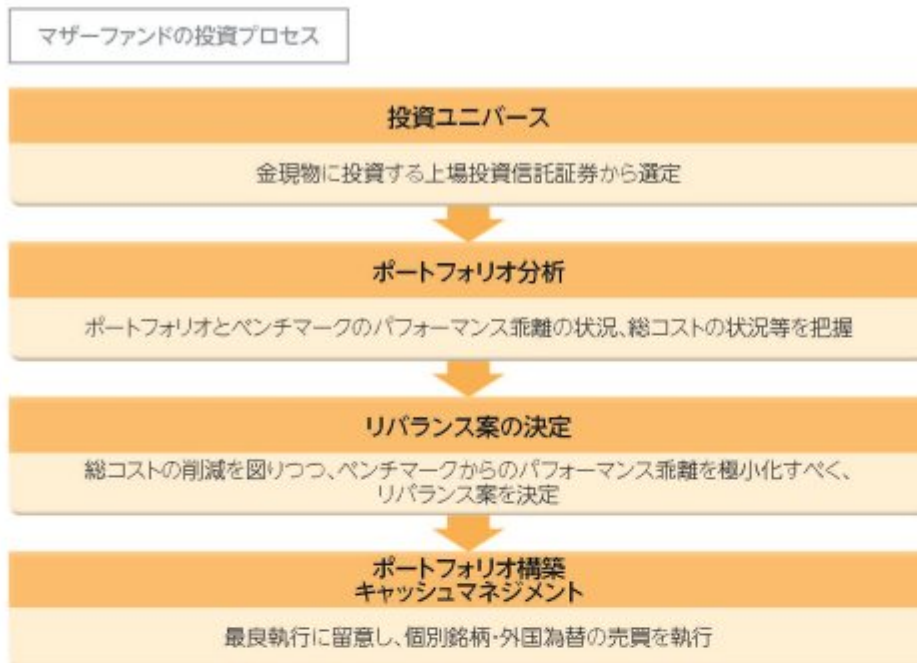 マザーファンドの投資プロセス
投資ユニバース
金現物に投資する上場投資信託証券から選定
ポートフォリオ分析
ポートフォリオとベンチマークのパフォーマンス乖離の状況、総コストの状況等を把握
リバランス案の決定
総コストの削減を図りつつ、ベンチマークからのパフォーマンス乖離を極小化すべく、
リバランス案を決定
ポートフォリオ構築
キャッシュマネジメント
最良執行に留意し、個別銘柄・外国為替の売買を執行